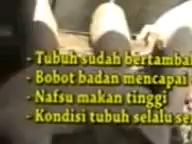 - Tubuh sudah bertambah
- Bobot badan mencapai
- Nafsu makan tinggi
- Kondisi tubuh selalu